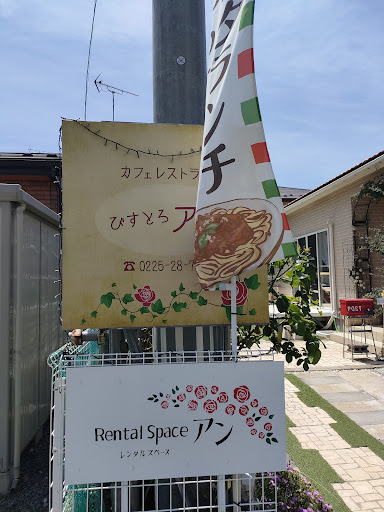 ランチ
カフェレストラ
びすとろ ア
☎0225-28-
POST
Rental Space アン
レンタルスペース